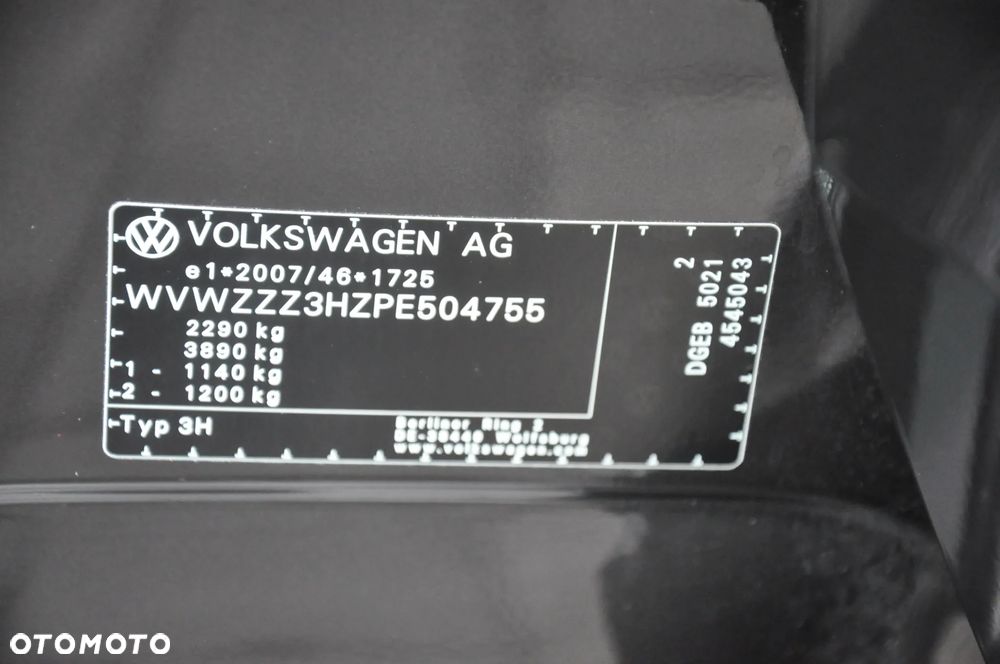 VOLKSWAGEN AG
e1*2007/46*1725
WVWZZZ3HZPE504755
2290 kg
3890 kg
1 - 1140 kg
2 - 1200 kg
Typ 3H
Berliner Ring 2
DE-38440 Wolfsburg
www.volkswagen.com
2
DGEB 5021
4545043
OTOMOTO